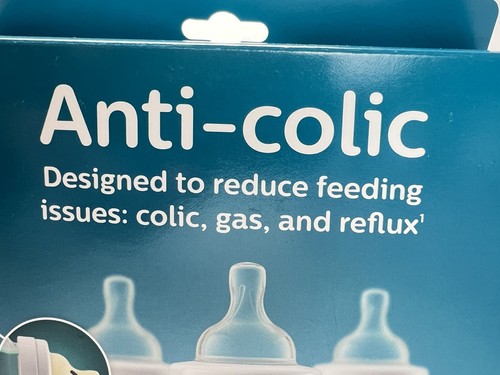 Anti-colic
Designed to reduce feeding
issues: colic, gas, and reflux¹